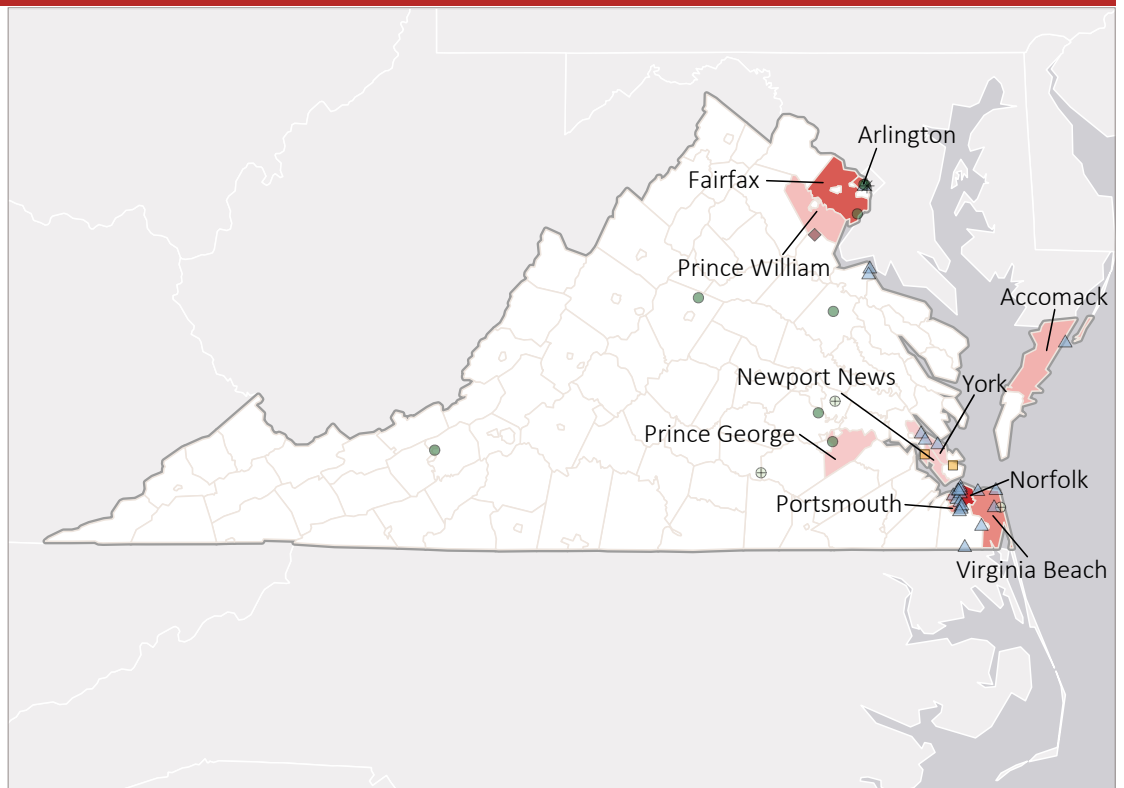 Arlington
Fairfax
Prince William
Accomack
Newport News
York
Prince George
Norfolk
Portsmouth
Virginia Beach